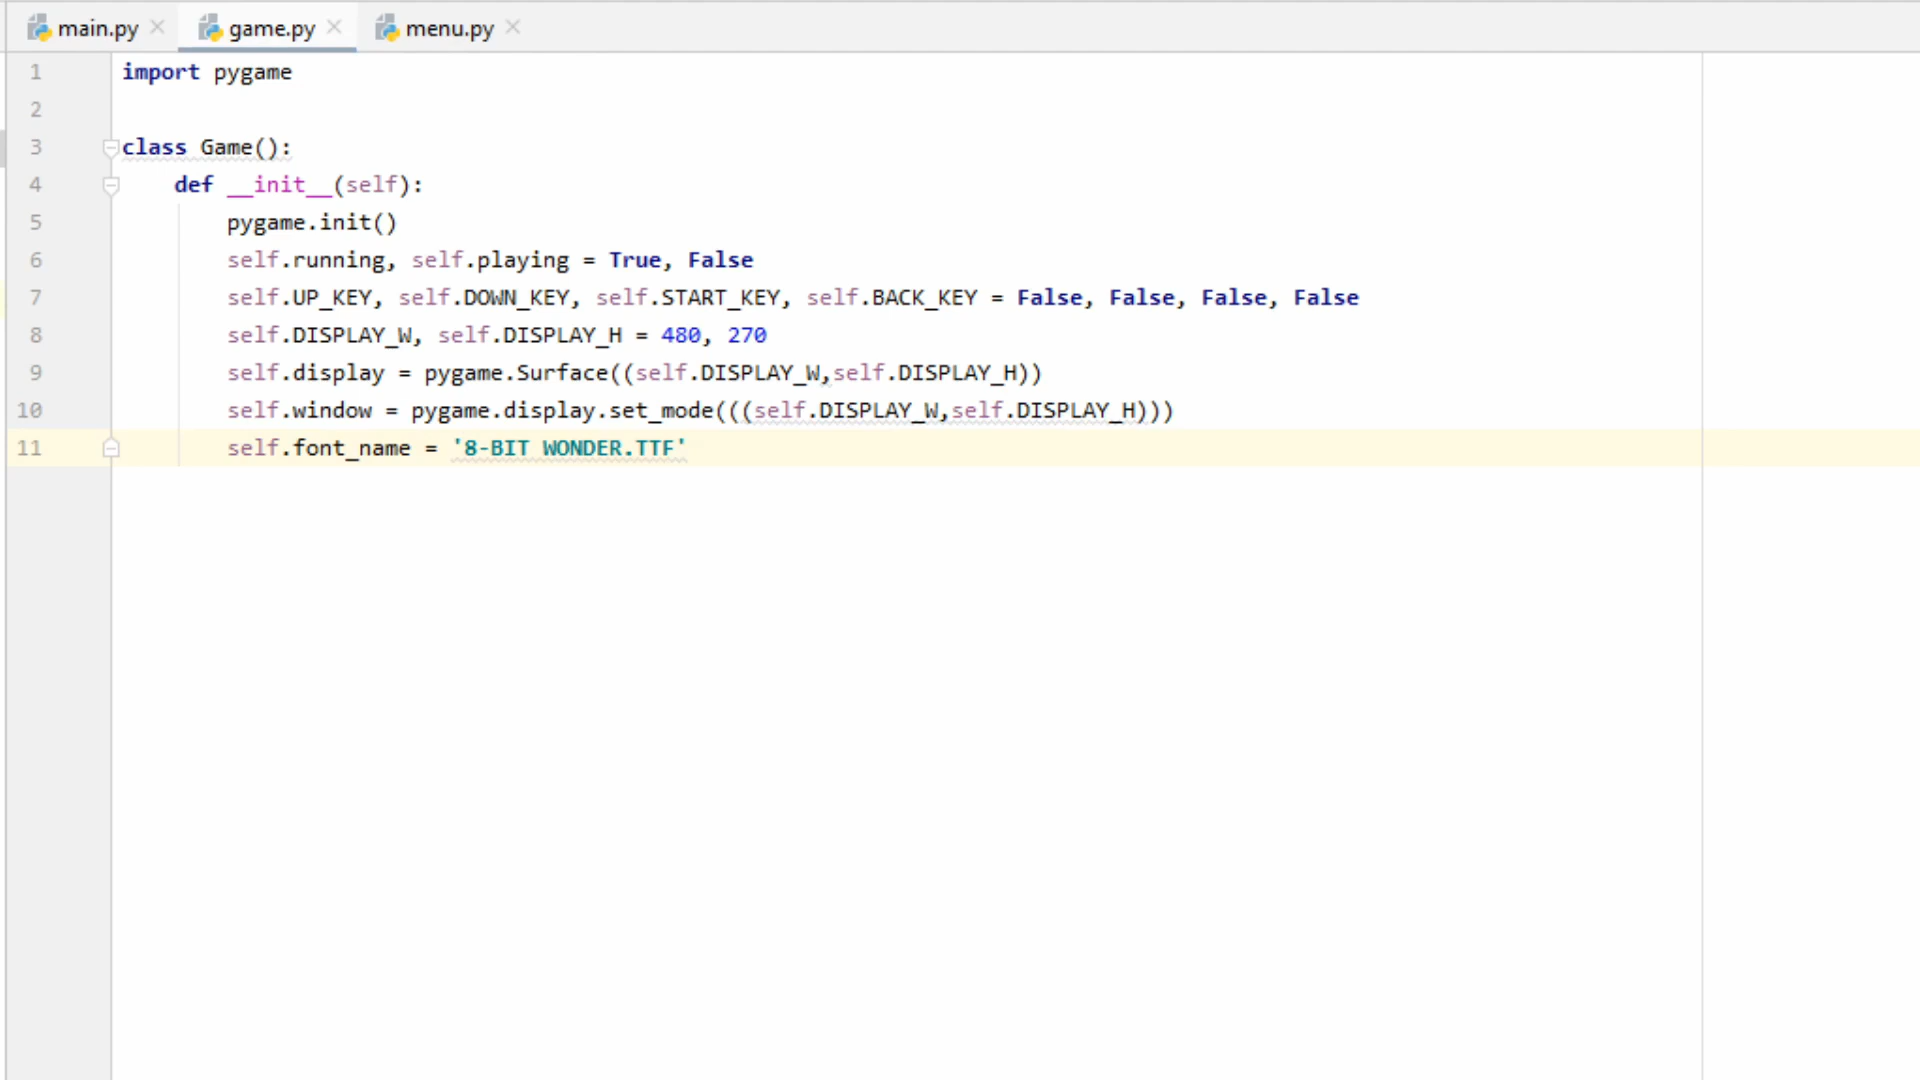 main.py game.py menu.py
1 import pygame
2
3 class Game():
4     def __init__(self):
5         pygame.init()
6         self.running, self.playing = True, False
7         self.UP_KEY, self.DOWN_KEY, self.START_KEY, self.BACK_KEY = False, False, False, False
8         self.DISPLAY_W, self.DISPLAY_H = 480, 270
9         self.display = pygame.Surface((self.DISPLAY_W,self.DISPLAY_H))
10         self.window = pygame.display.set_mode(((self.DISPLAY_W,self.DISPLAY_H)))
11         self.font_name = '8-BIT WONDER.TTF'